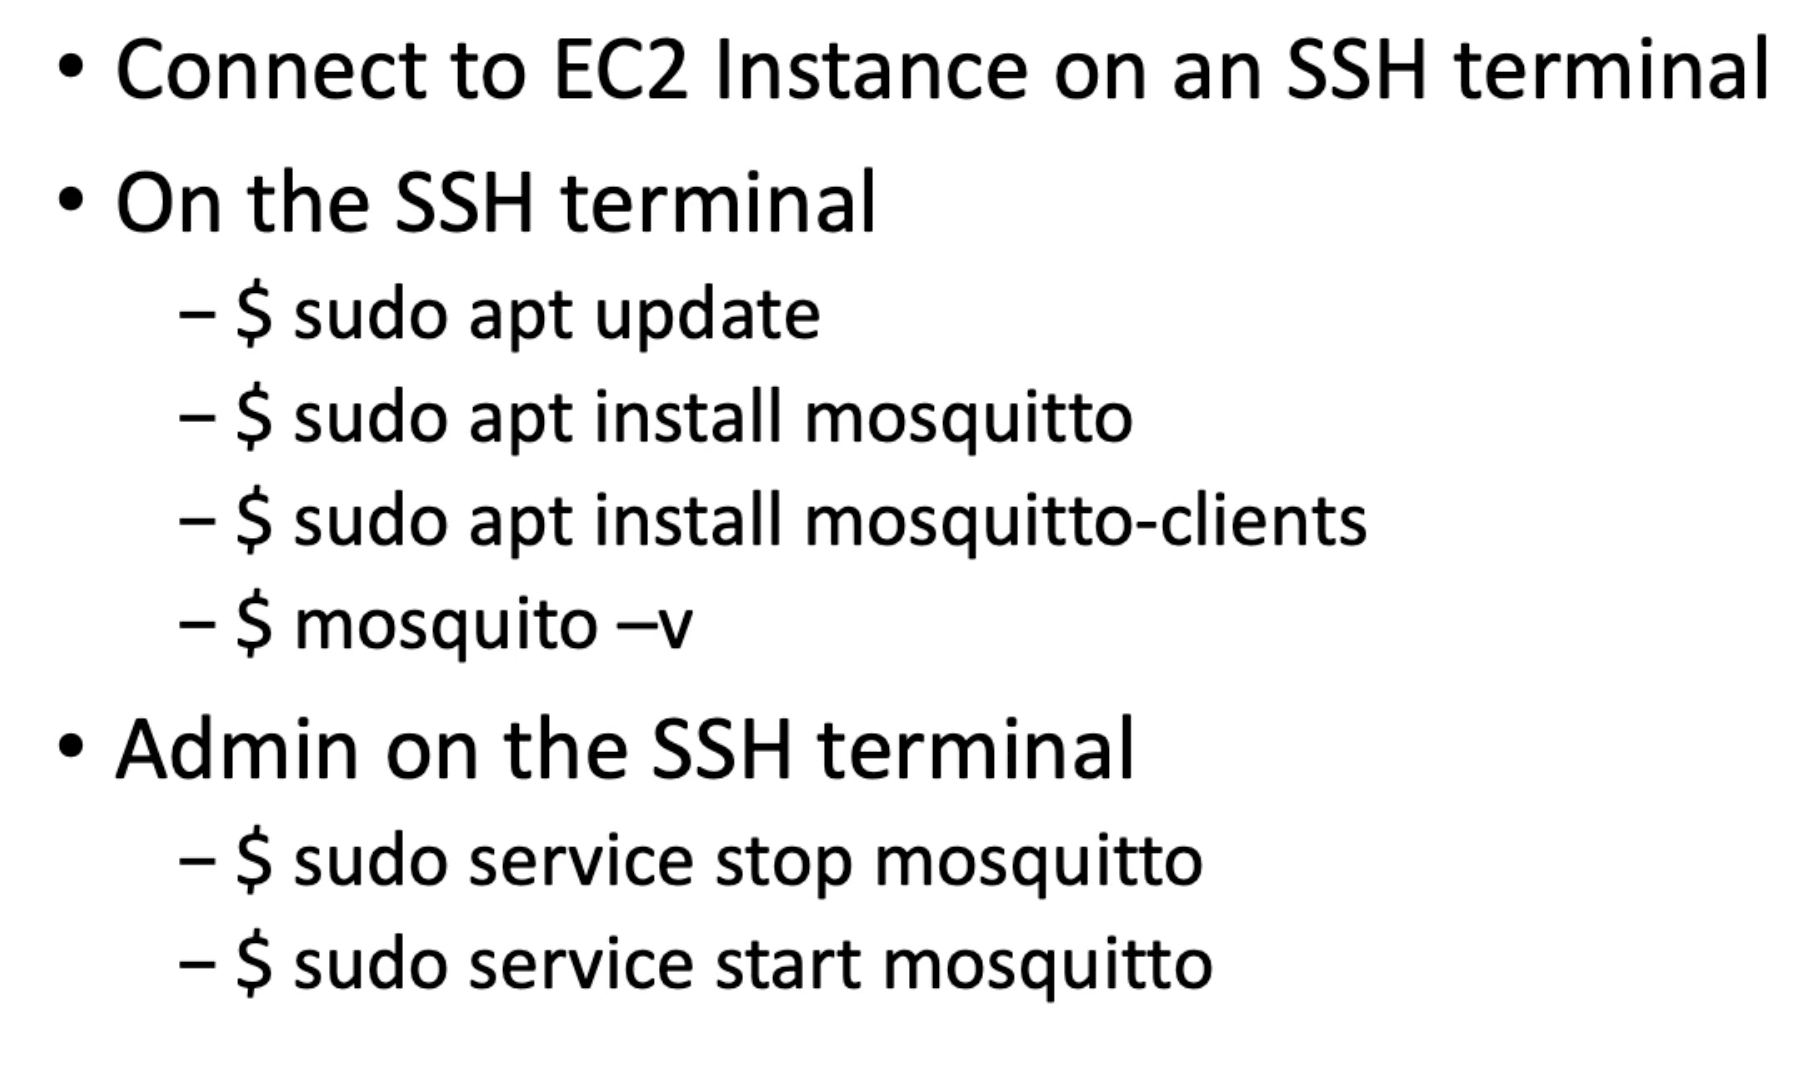 • Connect to EC2 Instance on an SSH terminal
• On the SSH terminal
– $ sudo apt update
– $ sudo apt install mosquitto
– $ sudo apt install mosquitto-clients
– $ mosquito –v
• Admin on the SSH terminal
– $ sudo service stop mosquitto
– $ sudo service start mosquitto